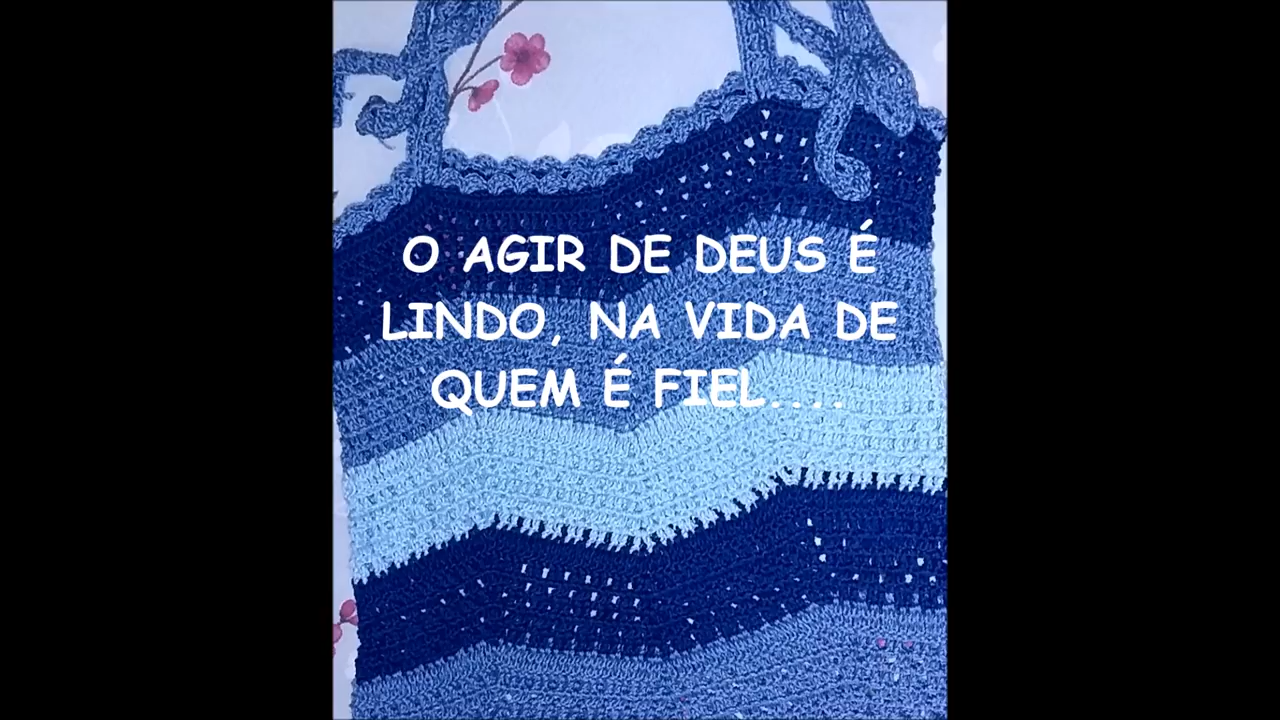 O AGIR DE DEUS É
LINDO, NA VIDA DE
QUEM É FIEL....